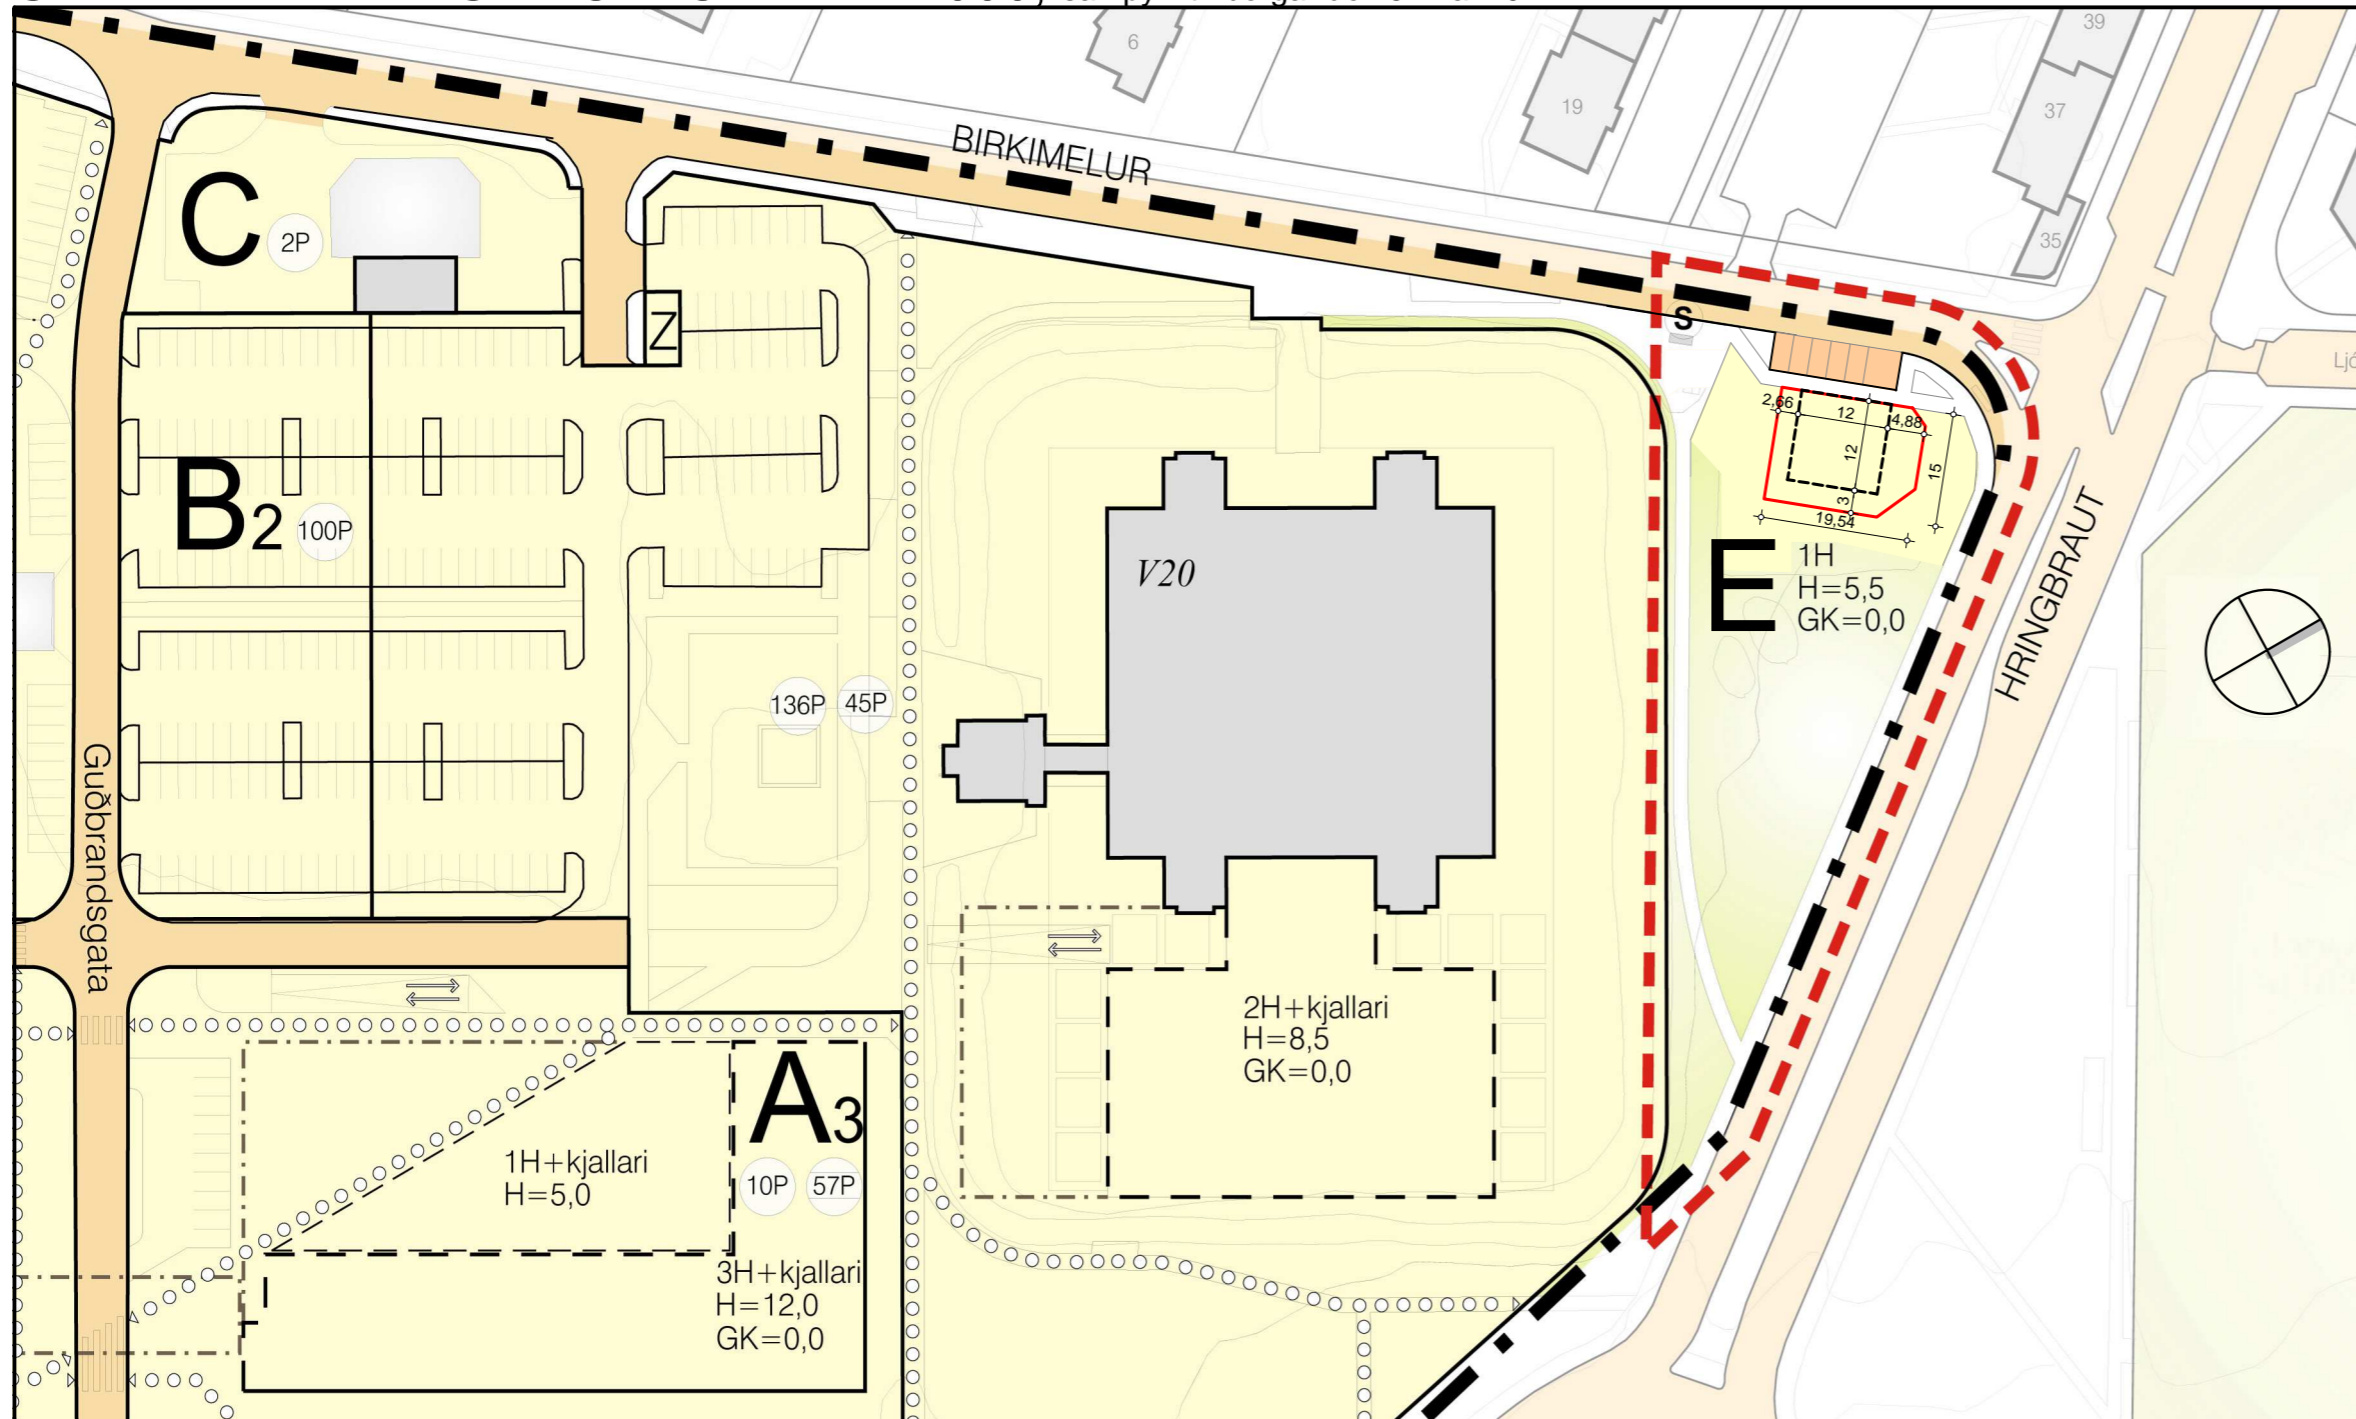 6
39
19
37
BIRKIMELUR
C
2P
35
S
Z
2,66
12
4,88
12
15
3
19,54
B2
100P
V20
E
1H
H=5,5
GK=0,0
HRINGBRAUT
136P
45P
Guðbrandsgata
2H+kjallari
H=8,5
GK=0,0
A3
1H+kjallari
H=5,0
10P
57P
3H+kjallari
H=12,0
GK=0,0